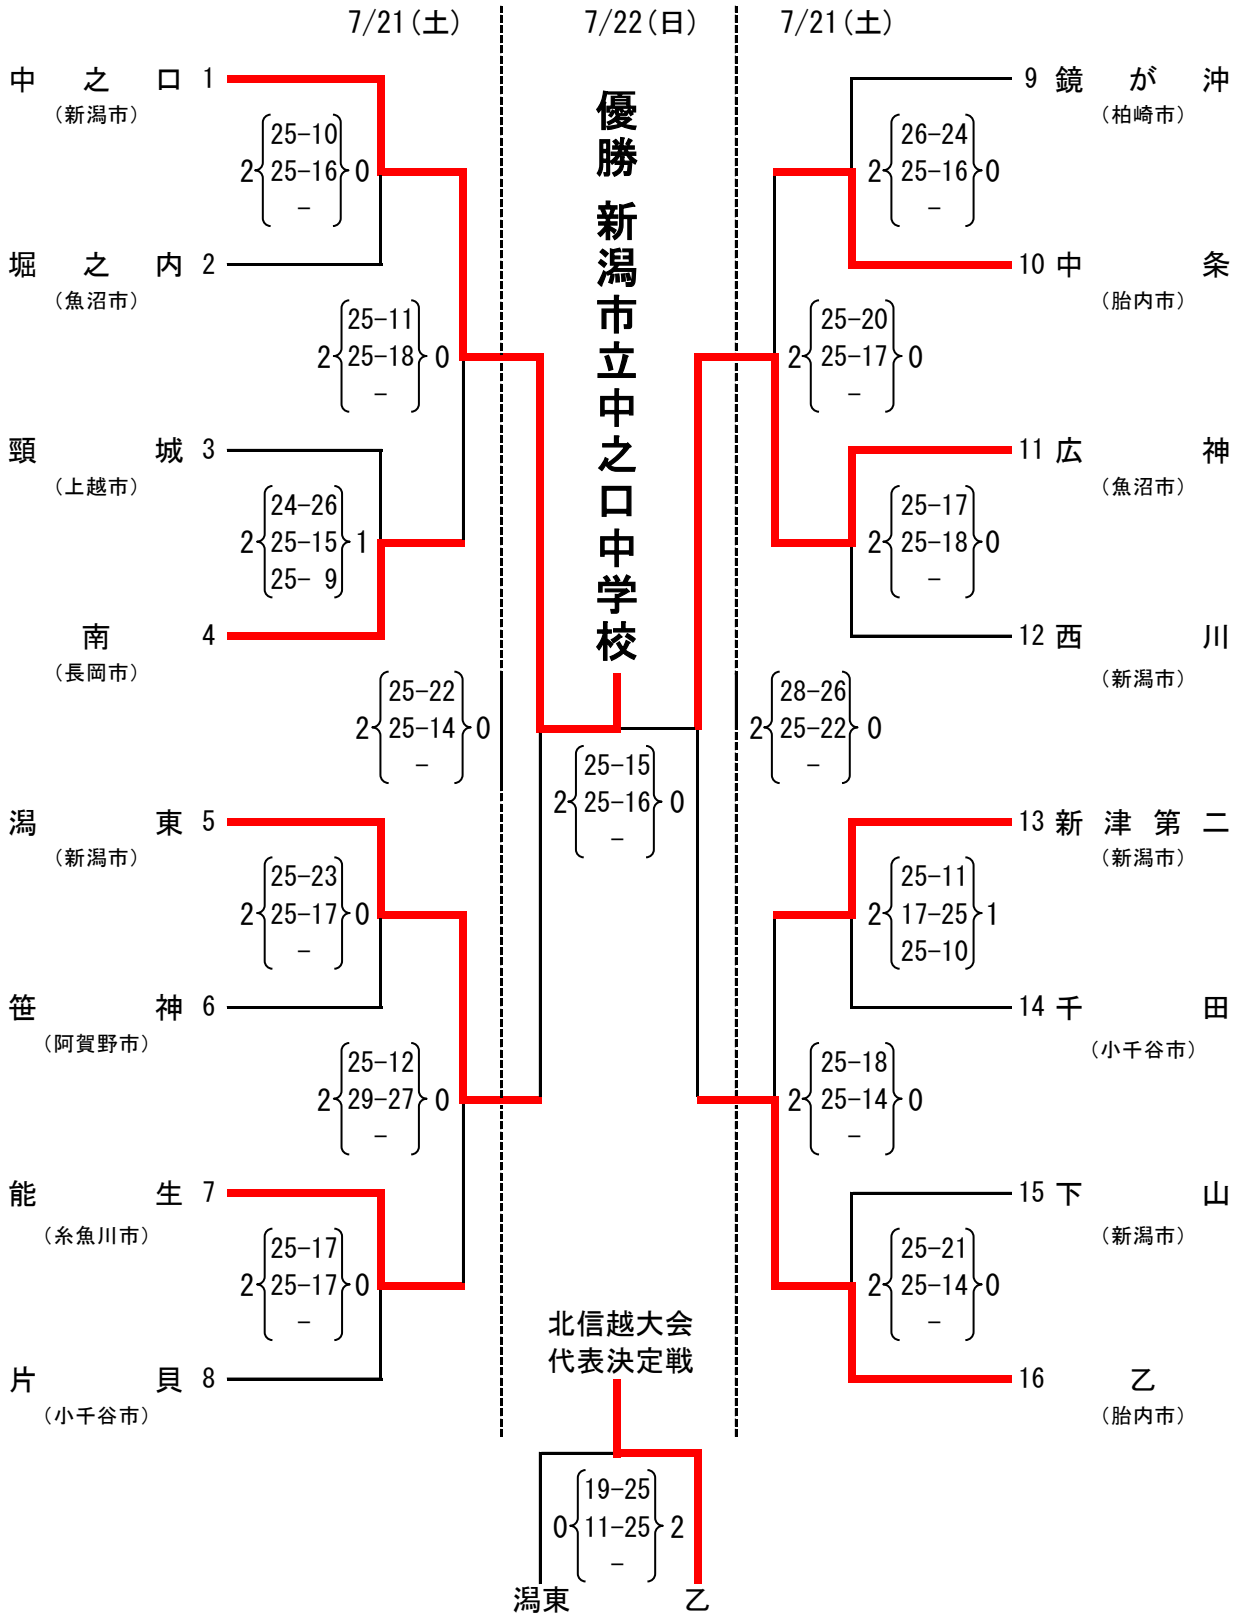 7/21(土)
7/22(日)
7/21(土)
優勝 新潟市立中之口中学校
中之口 1
(新潟市)
25-10
2 25-16 0
-
堀之内 2
(魚沼市)
25-11
2 25-18 0
-
頸城 3
(上越市)
24-26
2 25-15 1
25- 9
南 4
(長岡市)
25-22
2 25-14 0
-
潟東 5
(新潟市)
25-23
2 25-17 0
-
笹神 6
(阿賀野市)
25-12
2 29-27 0
-
能生 7
(糸魚川市)
25-17
2 25-17 0
-
片貝 8
(小千谷市)
25-15
2 25-16 0
-
9 鏡が沖
(柏崎市)
26-24
2 25-16 0
-
10 中条
(胎内市)
25-20
2 25-17 0
-
11 広神
(魚沼市)
25-17
2 25-18 0
-
12 西川
(新潟市)
28-26
2 25-22 0
-
13 新津第二
(新潟市)
25-11
2 17-25 1
25-10
14 千田
(小千谷市)
25-18
2 25-14 0
-
15 下山
(新潟市)
25-21
2 25-14 0
-
16 乙
(胎内市)
北信越大会
代表決定戦
19-25
0 11-25 2
-
潟東
乙